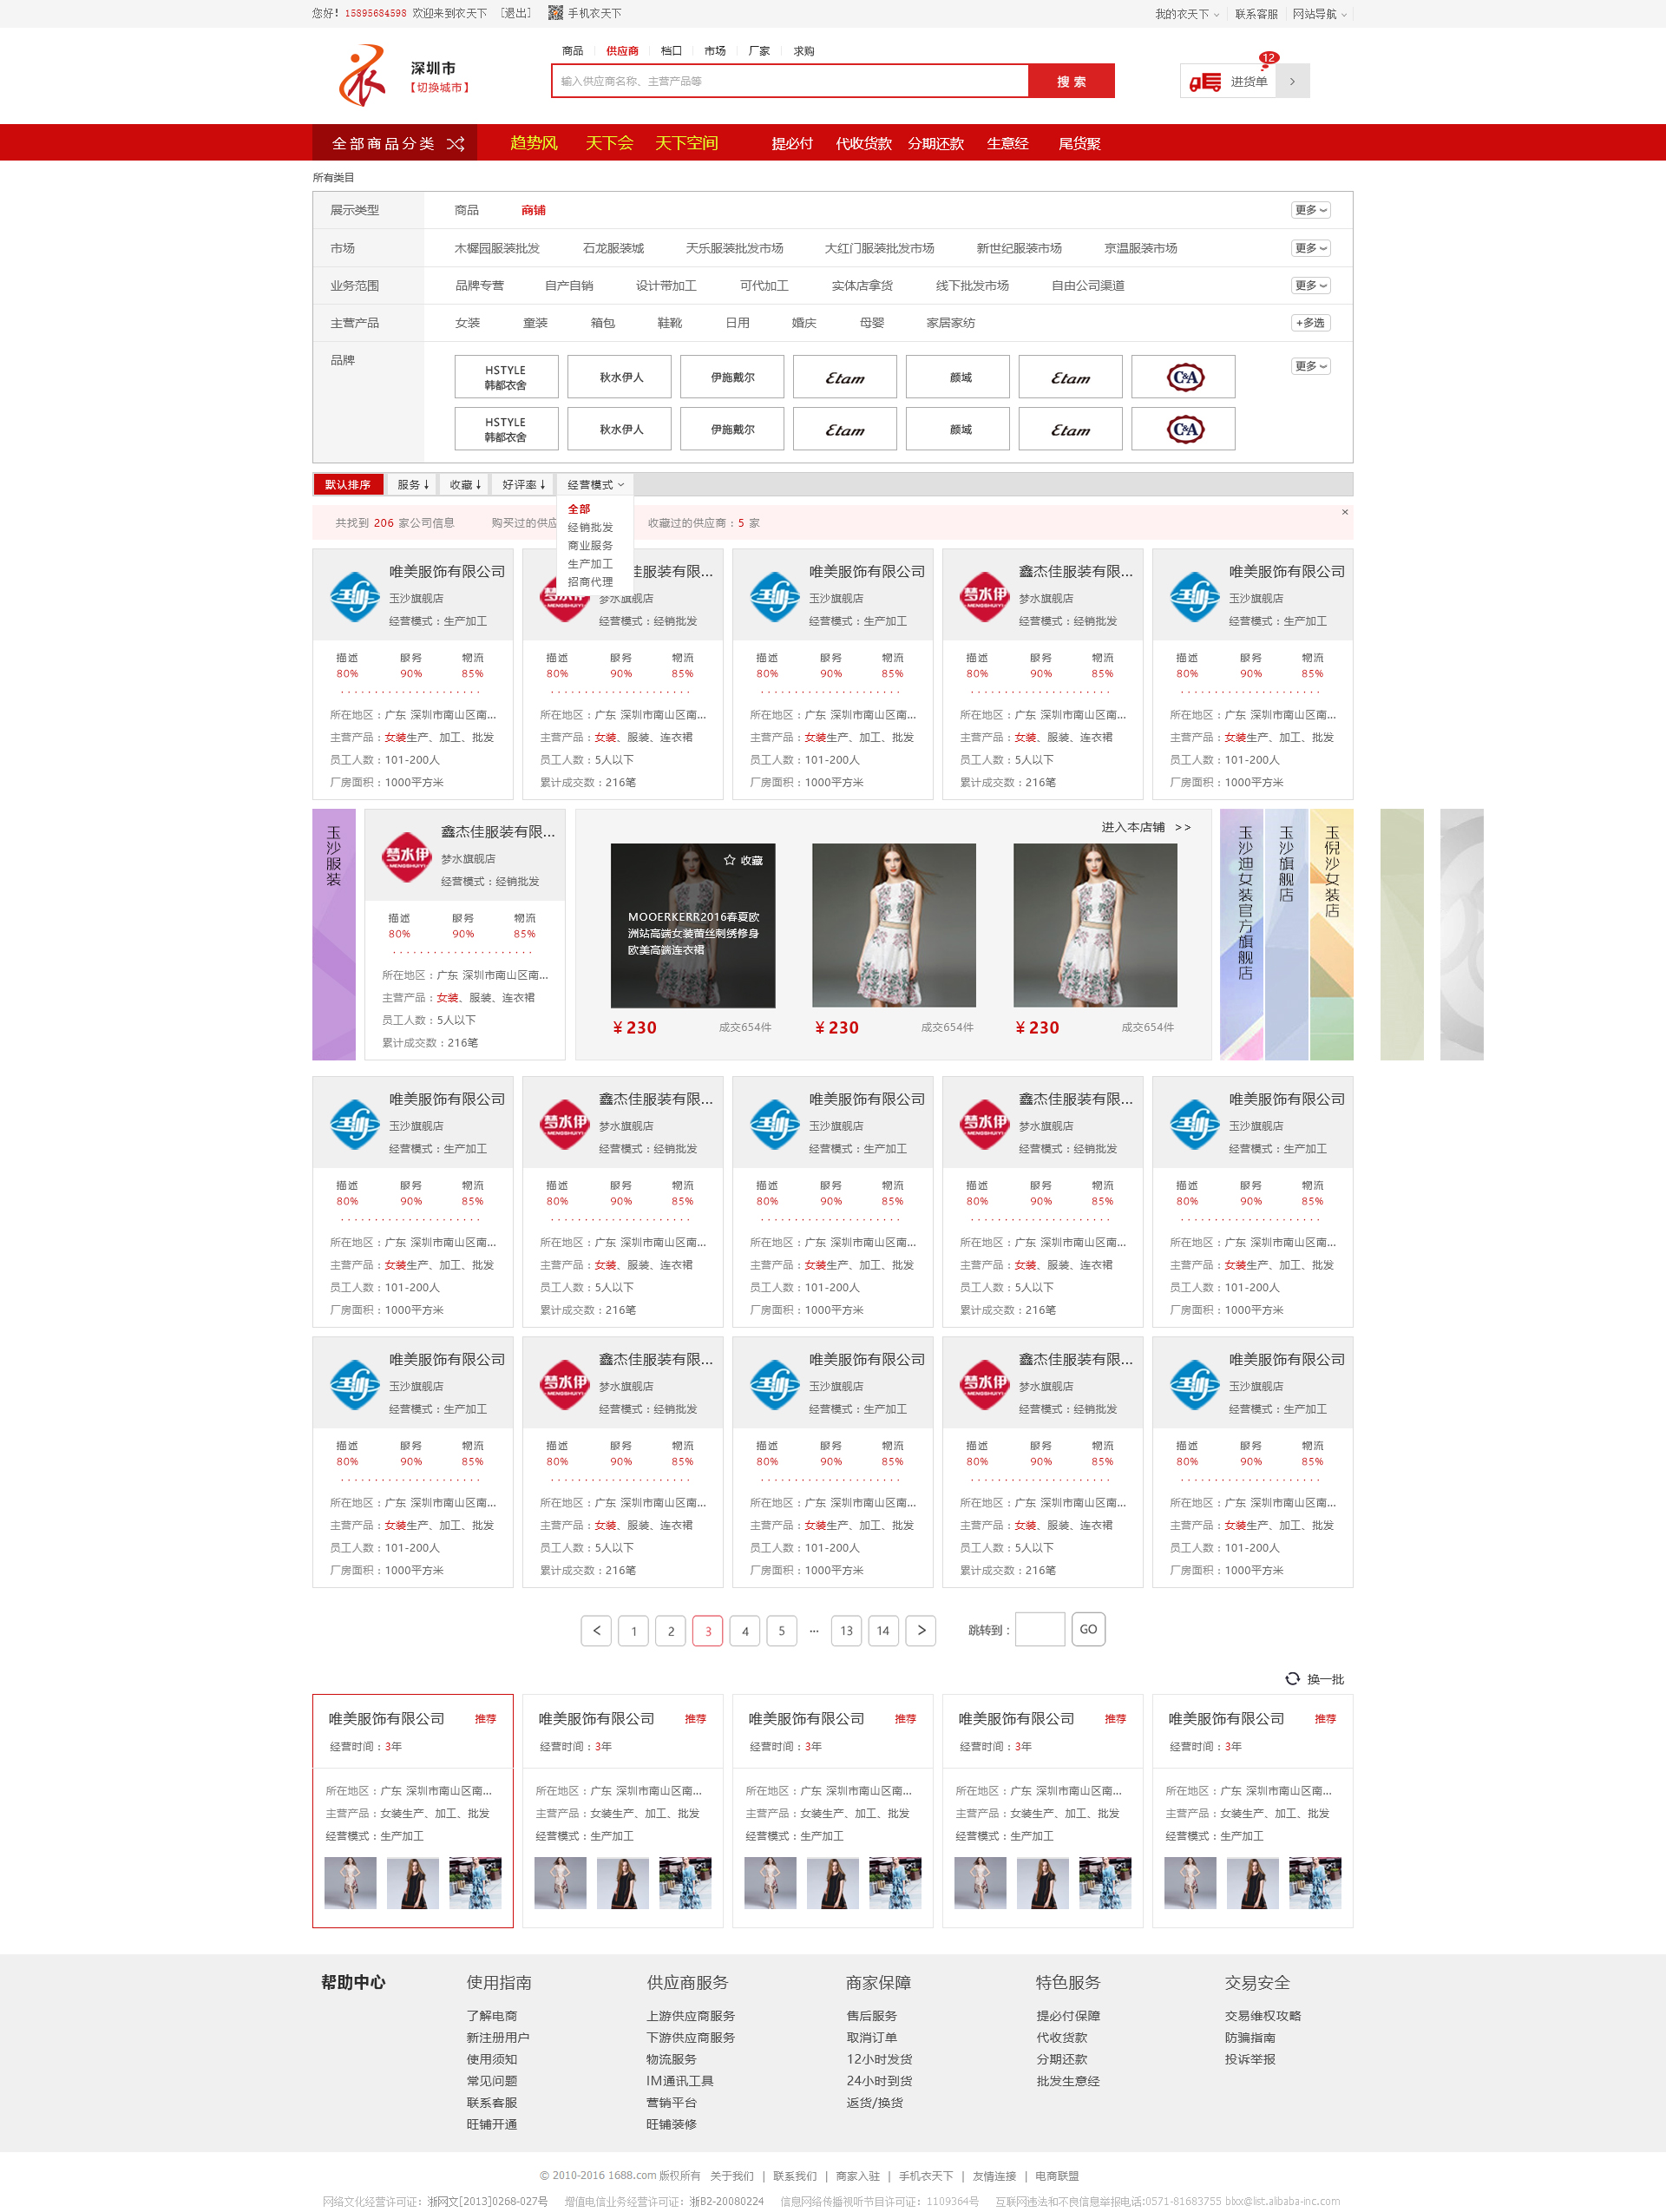 您好！15895684598 欢迎来到衣天下 [退出] 手机衣天下 我的衣天下 联系客服 网站导航
商品 供应商 档口 市场 厂家 求购
深圳市
【切换城市】
输入供应商名称、主营产品等 搜 索
12
进货单 >
全部商品分类 趋势风 天下会 天下空间 提必付 代收货款 分期还款 生意经 尾货聚
所有类目
展示类型 商品 商铺 更多
市场 木樨园服装批发 石龙服装城 天乐服装批发市场 大红门服装批发市场 新世纪服装市场 京温服装市场 更多
业务范围 品牌专营 自产自销 设计带加工 可代加工 实体店拿货 线下批发市场 自由公司渠道 更多
主营产品 女装 童装 箱包 鞋靴 日用 婚庆 母婴 家居家纺 +多选
品牌 HSTYLE 韩都衣舍 秋水伊人 伊施戴尔 Etam 颜域 Etam C&A 更多
HSTYLE 韩都衣舍 秋水伊人 伊施戴尔 Etam 颜域 Etam C&A
默认排序 服务↓ 收藏↓ 好评率↓ 经营模式
全部
经销批发
商业服务
生产加工
招商代理
共找到 206 家公司信息 购买过的供应 收藏过的供应商：5 家 ×
唯美服饰有限公司 佳服装有限... 唯美服饰有限公司 鑫杰佳服装有限... 唯美服饰有限公司
玉沙旗舰店 梦水旗舰店 玉沙旗舰店 梦水旗舰店 玉沙旗舰店
经营模式：生产加工 经营模式：经销批发 经营模式：生产加工 经营模式：经销批发 经营模式：生产加工
描述 服务 物流 描述 服务 物流 描述 服务 物流 描述 服务 物流 描述 服务 物流
80% 90% 85% 80% 90% 85% 80% 90% 85% 80% 90% 85% 80% 90% 85%
所在地区：广东 深圳市南山区南... 所在地区：广东 深圳市南山区南... 所在地区：广东 深圳市南山区南... 所在地区：广东 深圳市南山区南... 所在地区：广东 深圳市南山区南...
主营产品：女装生产、加工、批发 主营产品：女装、服装、连衣裙 主营产品：女装生产、加工、批发 主营产品：女装、服装、连衣裙 主营产品：女装生产、加工、批发
员工人数：101-200人 员工人数：5人以下 员工人数：101-200人 员工人数：5人以下 员工人数：101-200人
厂房面积：1000平方米 累计成交数：216笔 厂房面积：1000平方米 累计成交数：216笔 厂房面积：1000平方米
玉沙服装
梦水伊
MENGSHUIYI
鑫杰佳服装有限...
梦水旗舰店
经营模式：经销批发
描述 服务 物流
80% 90% 85%
所在地区：广东 深圳市南山区南...
主营产品：女装、服装、连衣裙
员工人数：5人以下
累计成交数：216笔
进入本店铺 >>
收藏
MOOERKERR2016春夏欧
洲站高端女装蕾丝刺绣修身
欧美高端连衣裙
¥230 成交654件 ¥230 成交654件 ¥230 成交654件
玉沙迪女装官方旗舰店
玉沙旗舰店
玉倪沙女装店
唯美服饰有限公司 鑫杰佳服装有限... 唯美服饰有限公司 鑫杰佳服装有限... 唯美服饰有限公司
玉沙旗舰店 梦水旗舰店 玉沙旗舰店 梦水旗舰店 玉沙旗舰店
经营模式：生产加工 经营模式：经销批发 经营模式：生产加工 经营模式：经销批发 经营模式：生产加工
描述 服务 物流 描述 服务 物流 描述 服务 物流 描述 服务 物流 描述 服务 物流
80% 90% 85% 80% 90% 85% 80% 90% 85% 80% 90% 85% 80% 90% 85%
所在地区：广东 深圳市南山区南... 所在地区：广东 深圳市南山区南... 所在地区：广东 深圳市南山区南... 所在地区：广东 深圳市南山区南... 所在地区：广东 深圳市南山区南...
主营产品：女装生产、加工、批发 主营产品：女装、服装、连衣裙 主营产品：女装生产、加工、批发 主营产品：女装、服装、连衣裙 主营产品：女装生产、加工、批发
员工人数：101-200人 员工人数：5人以下 员工人数：101-200人 员工人数：5人以下 员工人数：101-200人
厂房面积：1000平方米 累计成交数：216笔 厂房面积：1000平方米 累计成交数：216笔 厂房面积：1000平方米
唯美服饰有限公司 鑫杰佳服装有限... 唯美服饰有限公司 鑫杰佳服装有限... 唯美服饰有限公司
玉沙旗舰店 梦水旗舰店 玉沙旗舰店 梦水旗舰店 玉沙旗舰店
经营模式：生产加工 经营模式：经销批发 经营模式：生产加工 经营模式：经销批发 经营模式：生产加工
描述 服务 物流 描述 服务 物流 描述 服务 物流 描述 服务 物流 描述 服务 物流
80% 90% 85% 80% 90% 85% 80% 90% 85% 80% 90% 85% 80% 90% 85%
所在地区：广东 深圳市南山区南... 所在地区：广东 深圳市南山区南... 所在地区：广东 深圳市南山区南... 所在地区：广东 深圳市南山区南... 所在地区：广东 深圳市南山区南...
主营产品：女装生产、加工、批发 主营产品：女装、服装、连衣裙 主营产品：女装生产、加工、批发 主营产品：女装、服装、连衣裙 主营产品：女装生产、加工、批发
员工人数：101-200人 员工人数：5人以下 员工人数：101-200人 员工人数：5人以下 员工人数：101-200人
厂房面积：1000平方米 累计成交数：216笔 厂房面积：1000平方米 累计成交数：216笔 厂房面积：1000平方米
< 1 2 3 4 5 ... 13 14 > 跳转到： GO
换一批
唯美服饰有限公司 推荐 唯美服饰有限公司 推荐 唯美服饰有限公司 推荐 唯美服饰有限公司 推荐 唯美服饰有限公司 推荐
经营时间：3年 经营时间：3年 经营时间：3年 经营时间：3年 经营时间：3年
所在地区：广东 深圳市南山区南... 所在地区：广东 深圳市南山区南... 所在地区：广东 深圳市南山区南... 所在地区：广东 深圳市南山区南... 所在地区：广东 深圳市南山区南...
主营产品：女装生产、加工、批发 主营产品：女装生产、加工、批发 主营产品：女装生产、加工、批发 主营产品：女装生产、加工、批发 主营产品：女装生产、加工、批发
经营模式：生产加工 经营模式：生产加工 经营模式：生产加工 经营模式：生产加工 经营模式：生产加工
帮助中心 使用指南 供应商服务 商家保障 特色服务 交易安全
了解电商 上游供应商服务 售后服务 提必付保障 交易维权攻略
新注册用户 下游供应商服务 取消订单 代收货款 防骗指南
使用须知 物流服务 12小时发货 分期还款 投诉举报
常见问题 IM通讯工具 24小时到货 批发生意经
联系客服 营销平台 返货/换货
旺铺开通 旺铺装修
© 2010-2016 1688.com 版权所有 关于我们 | 联系我们 | 商家入驻 | 手机衣天下 | 友情连接 | 电商联盟
网络文化经营许可证：浙网文[2013]0268-027号 增值电信业务经营许可证：浙B2-20080224 信息网络传播视听节目许可证：1109364号 互联网违法和不良信息举报电话:0571-81683755 blxx@list.alibaba-inc.com